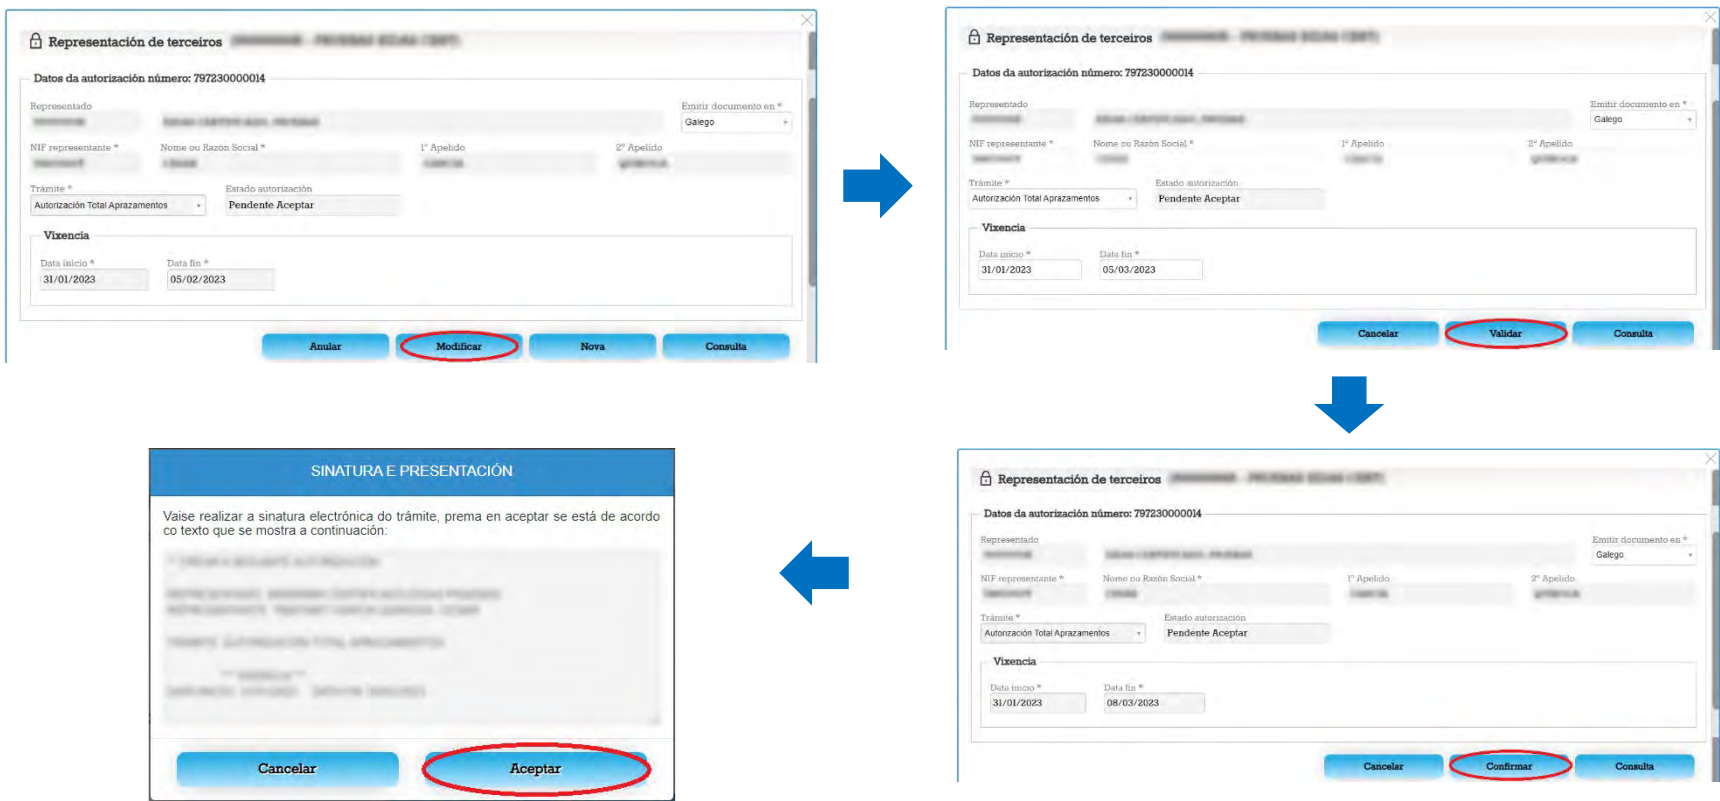 Representación de terceiros
Datos da autorización número: 797230000014
Representado
Emitir documento en *
Galego
NIF representante *
Nome ou Razón Social *
1º Apelido
2º Apelido
Trámite *
Estado autorización
Autorización Total Aprazamentos
Pendente Aceptar
Vixencia
Data inicio *
Data fin *
31/01/2023
05/02/2023
Anular
Modificar
Nova
Consulta
Representación de terceiros
Datos da autorización número: 797230000014
Representado
Emitir documento en *
Galego
NIF representante *
Nome ou Razón Social *
1º Apelido
2º Apelido
Trámite *
Estado autorización
Autorización Total Aprazamentos
Pendente Aceptar
Vixencia
Data inicio *
Data fin *
31/01/2023
05/03/2023
Cancelar
Validar
Consulta
Representación de terceiros
Datos da autorización número: 797230000014
Representado
Emitir documento en *
Galego
NIF representante *
Nome ou Razón Social *
1º Apelido
2º Apelido
Trámite *
Estado autorización
Autorización Total Aprazamentos
Pendente Aceptar
Vixencia
Data inicio *
Data fin *
31/01/2023
08/03/2023
Cancelar
Confirmar
Consulta
SINATURA E PRESENTACIÓN
Vaise realizar a sinatura electrónica do trámite, prema en aceptar se está de acordo
co texto que se mostra a continuación:
Cancelar
Aceptar